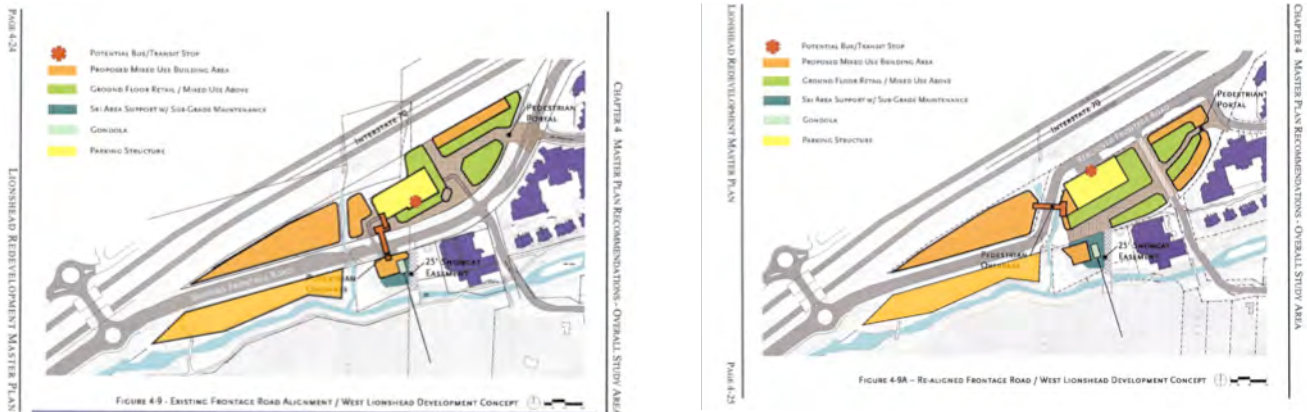 PAGE 4-24
LIONSHEAD REDEVELOPMENT MASTER PLAN
POTENTIAL BUS/TRANSIT STOP
PROPOSED MIXED USE BUILDING AREA
GROUND FLOOR RETAIL / MIXED USE ABOVE
SKI AREA SUPPORT W/ SUB-GRADE MAINTENANCE
GONDOLA
PARKING STRUCTURE
INTERSTATE 70
PEDESTRIAN
PORTAL
25' SNOWCAT
EASEMENT
FIGURE 4-9 - EXISTING FRONTAGE ROAD ALIGNMENT / WEST LIONSHEAD DEVELOPMENT CONCEPT
CHAPTER 4 MASTER PLAN RECOMMENDATIONS - OVERALL STUDY AREA
LIONSHEAD REDEVELOPMENT MASTER PLAN
PAGE 4-25
POTENTIAL BUS/TRANSIT STOP
PROPOSED MIXED USE BUILDING AREA
GROUND FLOOR RETAIL / MIXED USE ABOVE
SKI AREA SUPPORT W/ SUB-GRADE MAINTENANCE
GONDOLA
PARKING STRUCTURE
INTERSTATE 70
PEDESTRIAN
PORTAL
25' SNOWCAT
EASEMENT
PEDESTRIAN
OVERPASS
FIGURE 4-9A – RE-ALIGNED FRONTAGE ROAD / WEST LIONSHEAD DEVELOPMENT CONCEPT
CHAPTER 4 MASTER PLAN RECOMMENDATIONS - OVERALL STUDY AREA